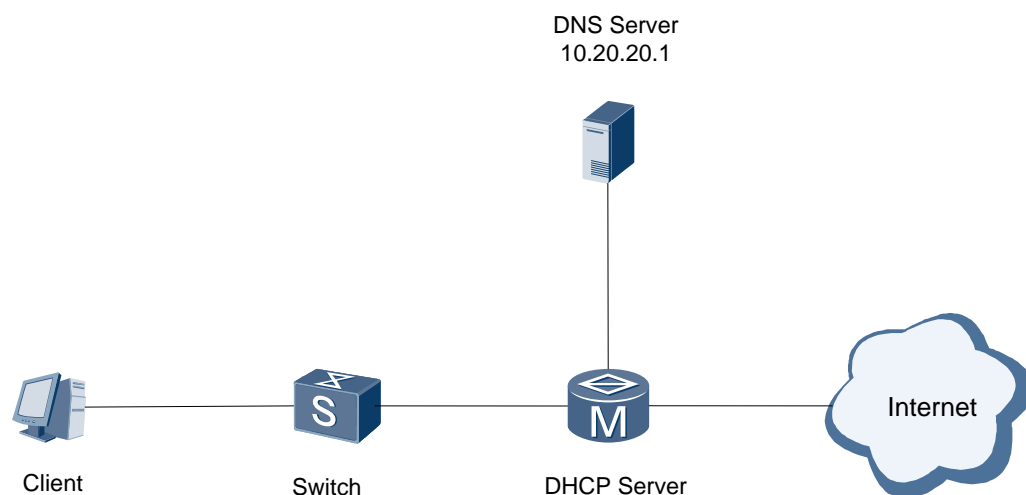 DNS Server
10.20.20.1
S
M
Internet
Client
Switch
DHCP Server